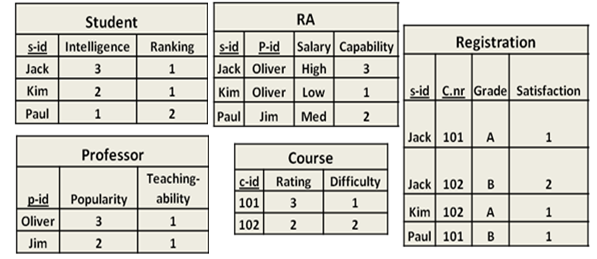 Student
s-id Intelligence Ranking
Jack 3 1
Kim 2 1
Paul 1 2
RA
s-id P-id Salary Capability
Jack Oliver High 3
Kim Oliver Low 1
Paul Jim Med 2
Registration
s-id C.nr Grade Satisfaction
Jack 101 A 1
Jack 102 B 2
Kim 102 A 1
Paul 101 B 1
Professor
p-id Popularity Teaching-
ability
Oliver 3 1
Jim 2 1
Course
c-id Rating Difficulty
101 3 1
102 2 2